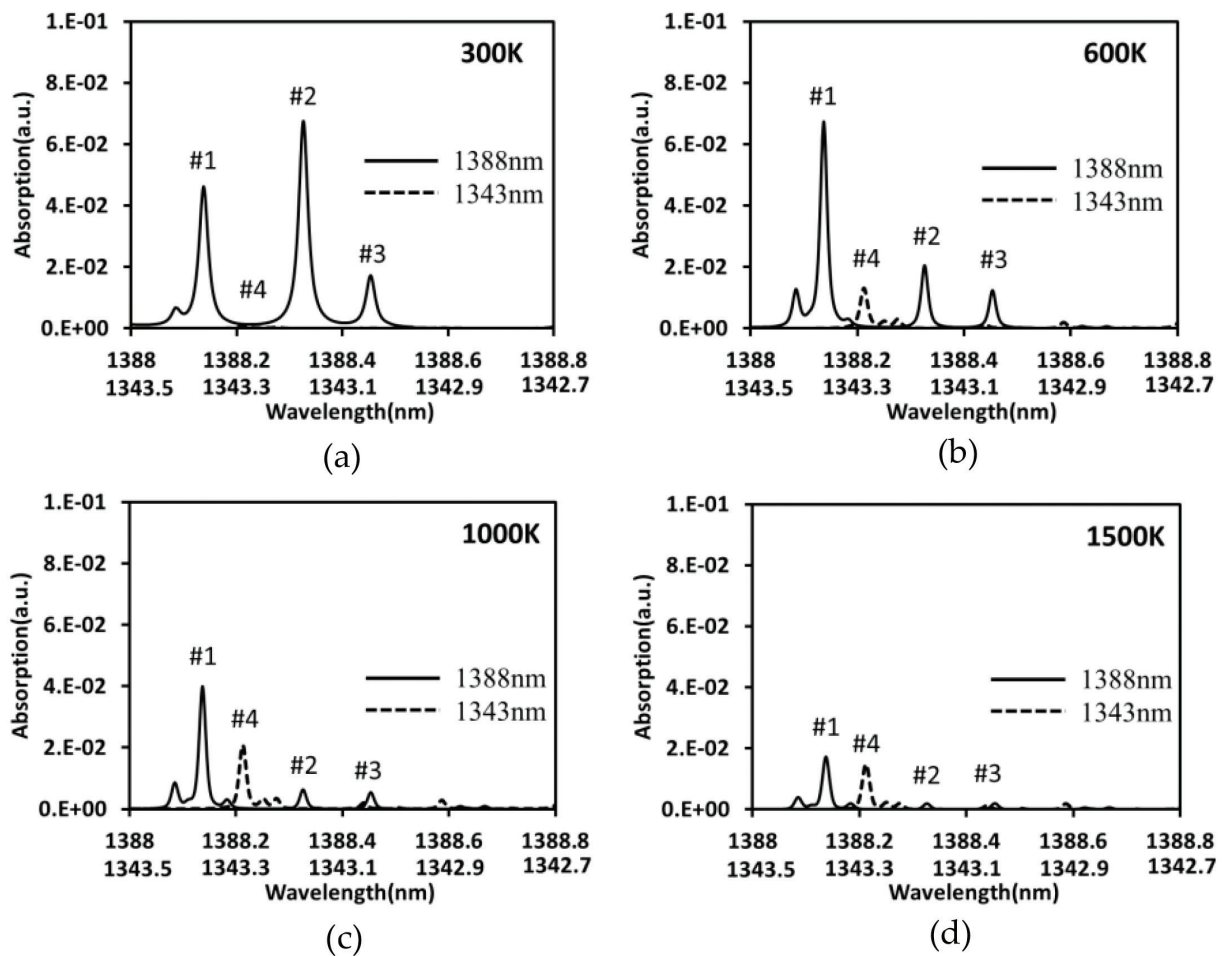 1.E-01
8.E-02
6.E-02
4.E-02
2.E-02
0.E+00
Absorption(a.u.)
300K
#1
#2
#3
#4
1388nm
1343nm
1388 1388.2 1388.4 1388.6 1388.8
1343.5 1343.3 1343.1 1342.9 1342.7
Wavelength(nm)
(a)
1.E-01
8.E-02
6.E-02
4.E-02
2.E-02
0.E+00
Absorption(a.u.)
600K
#1
#4
#2
#3
1388nm
1343nm
1388 1388.2 1388.4 1388.6 1388.8
1343.5 1343.3 1343.1 1342.9 1342.7
Wavelength(nm)
(b)
1.E-01
8.E-02
6.E-02
4.E-02
2.E-02
0.E+00
Absorption(a.u.)
1000K
#1
#4
#2
#3
1388nm
1343nm
1388 1388.2 1388.4 1388.6 1388.8
1343.5 1343.3 1343.1 1342.9 1342.7
Wavelength(nm)
(c)
1.E-01
8.E-02
6.E-02
4.E-02
2.E-02
0.E+00
Absorption(a.u.)
1500K
#1
#4
#2
#3
1388nm
1343nm
1388 1388.2 1388.4 1388.6 1388.8
1343.5 1343.3 1343.1 1342.9 1342.7
Wavelength(nm)
(d)